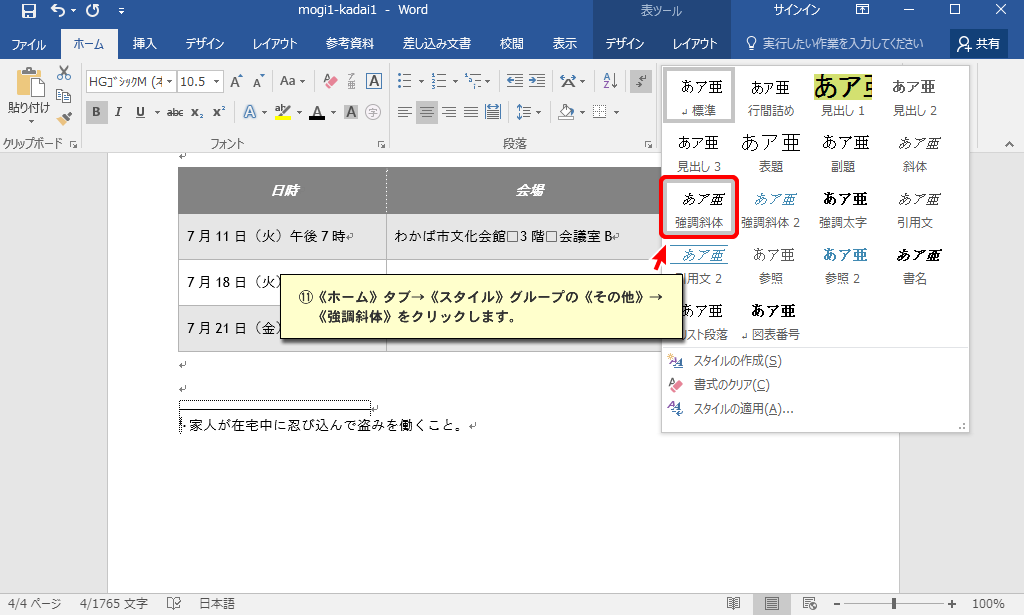 mogi1-kadai1 - Word
表ツール
サインイン
ファイル ホーム 挿入 デザイン レイアウト 参考資料 差し込み文書 校閲 表示 デザイン レイアウト 実行したい作業を入力してください 共有
貼り付け
HGｺﾞｼｯｸM (ｵ 10.5 A A Aa A
B I U abc x₂ x² A A A 字
クリップボード フォント 段落
あア亜 あア亜 あア亜 あア亜
↲ 標準 行間詰め 見出し 1 見出し 2
あア亜 あア亜 あア亜 あア亜
見出し 3 表題 副題 斜体
あア亜 あア亜 あア亜 あア亜
強調斜体 強調斜体 2 強調太字 引用文
あア亜 あア亜 あア亜 あア亜
引用文 2 参照 参照 2 書名
あア亜 あア亜
スト段落 ↲ 図表番号
スタイルの作成(S)
書式のクリア(C)
スタイルの適用(A)...
日時 会場
7 月 11 日（火）午後 7 時↵ わかば市文化会館□3 階□会議室 B↵
7 月 18 日（火）
7 月 21 日（金）
⑪《ホーム》タブ→《スタイル》グループの《その他》→
《強調斜体》をクリックします。
家人が在宅中に忍び込んで盗みを働くこと。↵
4/4 ページ 4/1765 文字 日本語 100%